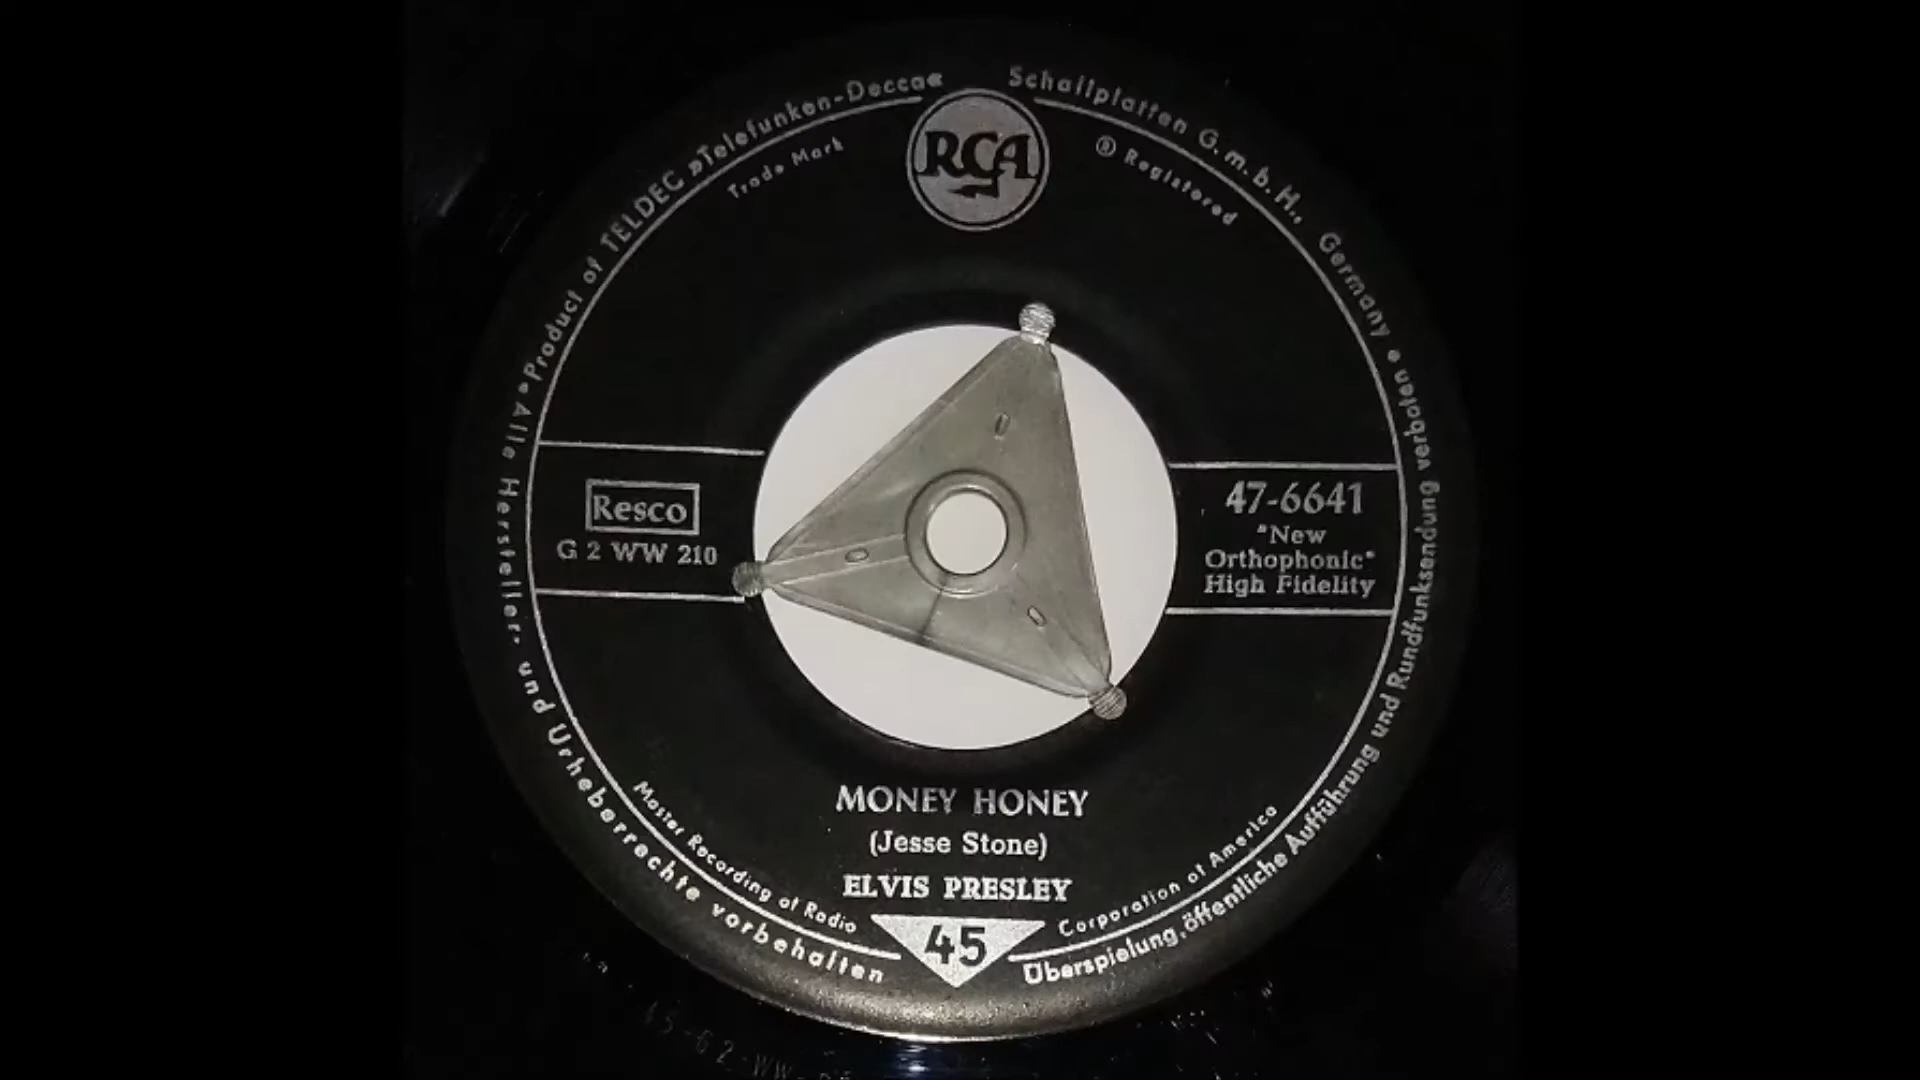 • Product of TELDEC »Telefunken-Decca« Schallplatten G.m.b.H., Germany •
Trade Mark
RCA
® Registered
Resco
G 2 WW 210
47-6641
"New
Orthophonic"
High Fidelity
MONEY HONEY
(Jesse Stone)
ELVIS PRESLEY
45
Master Recording of Radio Corporation of America
Alle Hersteller- und Urheberrechte vorbehalten
Überspielung, öffentliche Aufführung und Rundfunksendung verboten